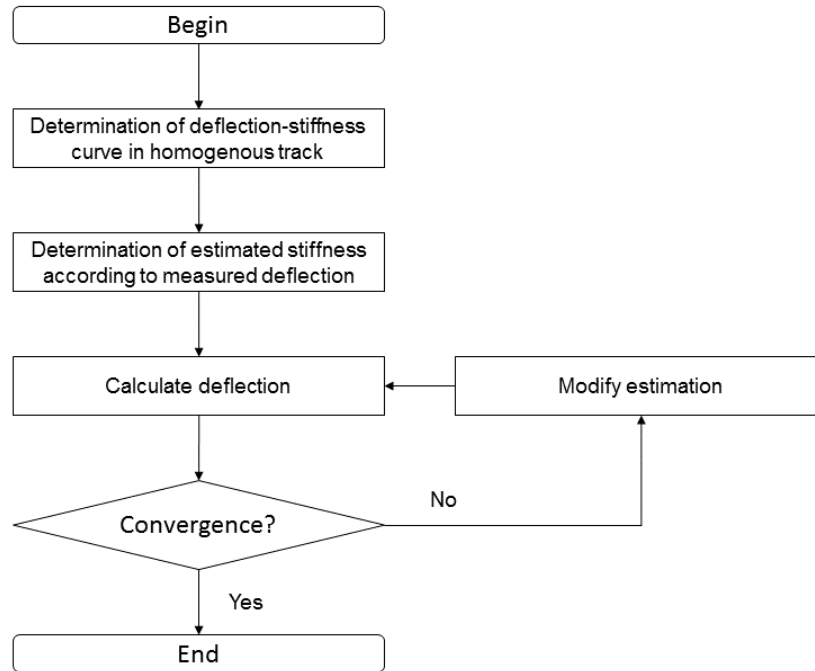 Begin
Determination of deflection-stiffness
curve in homogenous track
Determination of estimated stiffness
according to measured deflection
Calculate deflection
Modify estimation
Convergence?
No
Yes
End